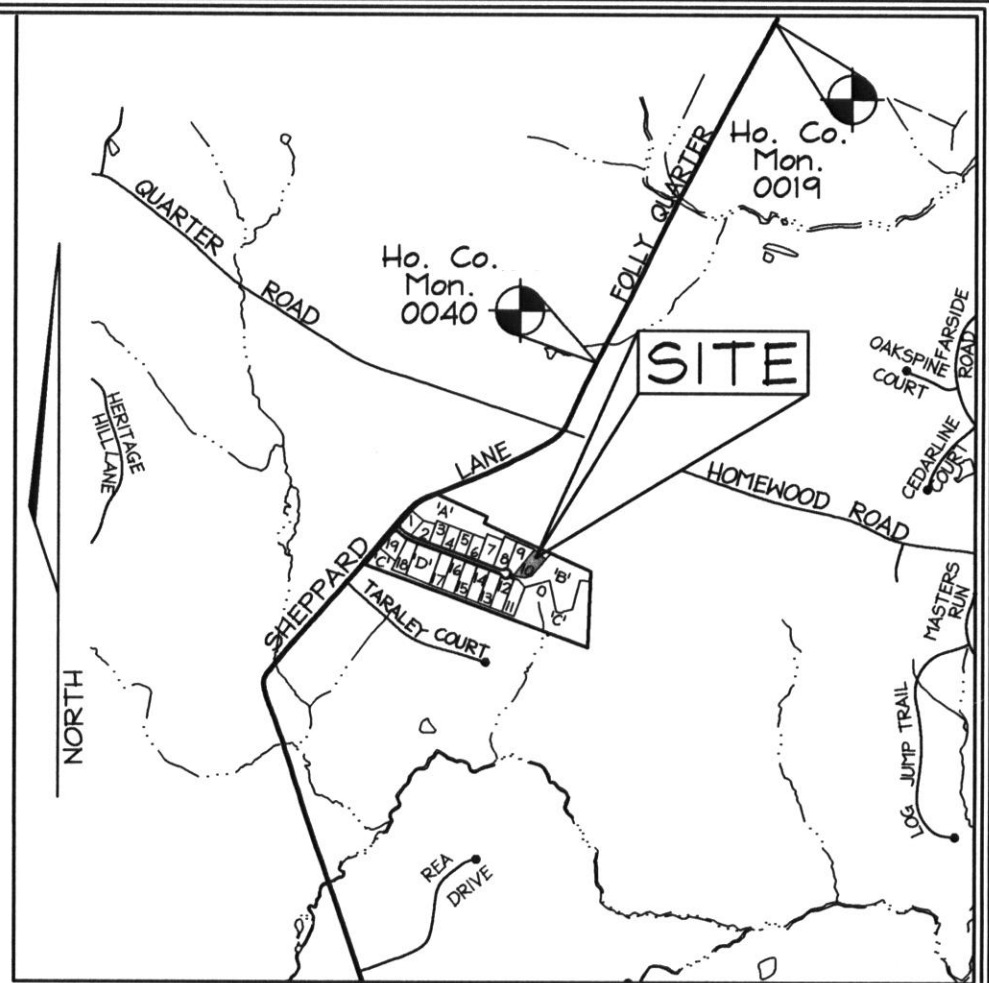 Ho. Co.
Mon.
0019
FOLLY QUARTER
QUARTER
ROAD
Ho. Co.
Mon.
0040
SITE
OAKSPINE
COURT
FARSIDE
ROAD
CEDARLINE
COURT
HERITAGE
HILL LANE
LANE
HOMEWOOD ROAD
SHEPPARD
'A'
1
2
3
4
5
6
7
8
9
10
'B'
19
'C'
18
'D'
17
16
15
14
13
12
11
'C'
TARALEY COURT
MASTERS
RUN
NORTH
LOG JUMP TRAIL
REA
DRIVE